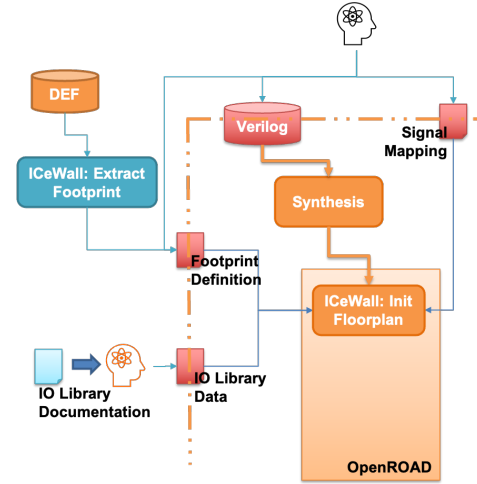 DEF
Verilog
Signal
Mapping
ICeWall: Extract
Footprint
Synthesis
Footprint
Definition
ICeWall: Init
Floorplan
IO Library
Documentation
IO Library
Data
OpenROAD